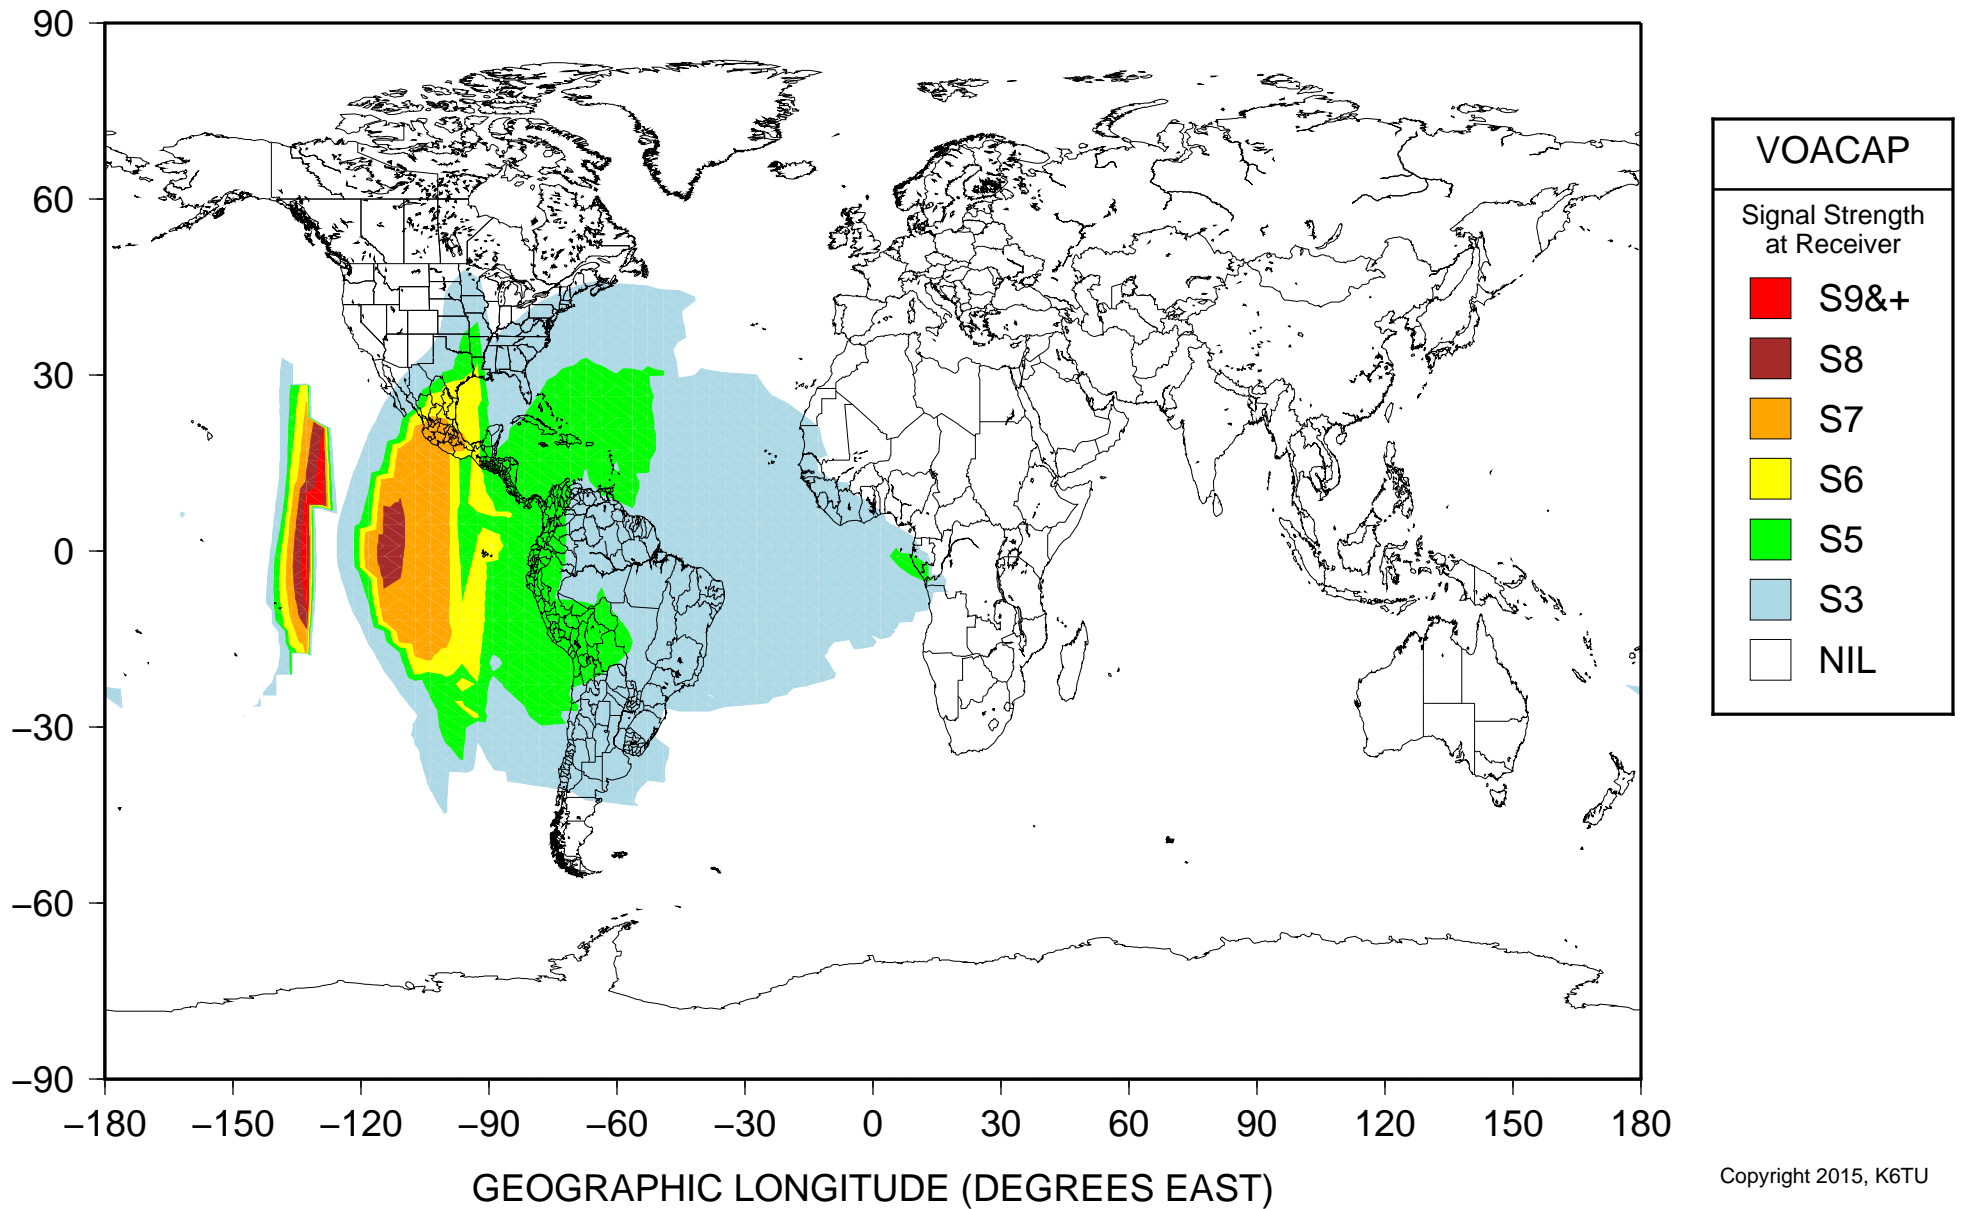 90
60
30
0
−30
−60
−90
−180 −150 −120 −90 −60 −30 0 30 60 90 120 150 180
GEOGRAPHIC LONGITUDE (DEGREES EAST)
VOACAP
Signal Strength
at Receiver
S9&+
S8
S7
S6
S5
S3
NIL
Copyright 2015, K6TU